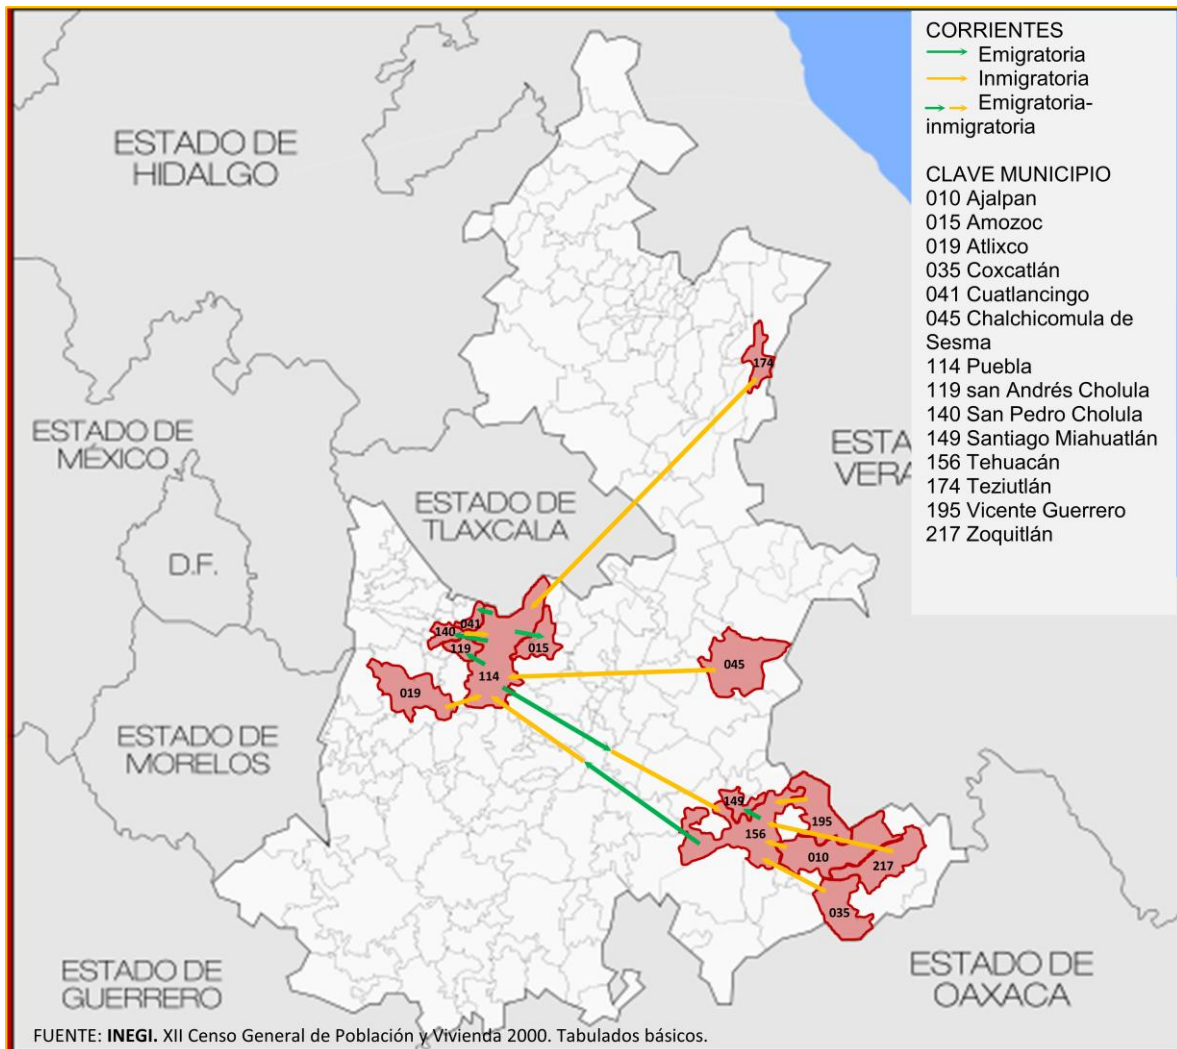 CORRIENTES
Emigratoria
Inmigratoria
Emigratoria-
inmigratoria
CLAVE MUNICIPIO
010 Ajalpan
015 Amozoc
019 Atlixco
035 Coxcatlán
041 Cuatlancingo
045 Chalchicomula de
Sesma
114 Puebla
119 san Andrés Cholula
140 San Pedro Cholula
149 Santiago Miahuatlán
156 Tehuacán
174 Teziutlán
195 Vicente Guerrero
217 Zoquitlán
ESTADO DE
HIDALGO
174
ESTADO DE
MÉXICO
ESTA
VERA
ESTADO DE
TLAXCALA
D.F.
041
140
119
015
114
045
019
ESTADO DE
MORELOS
149
195
156
010
217
035
ESTADO DE
GUERRERO
ESTADO DE
OAXACA
FUENTE: INEGI. XII Censo General de Población y Vivienda 2000. Tabulados básicos.